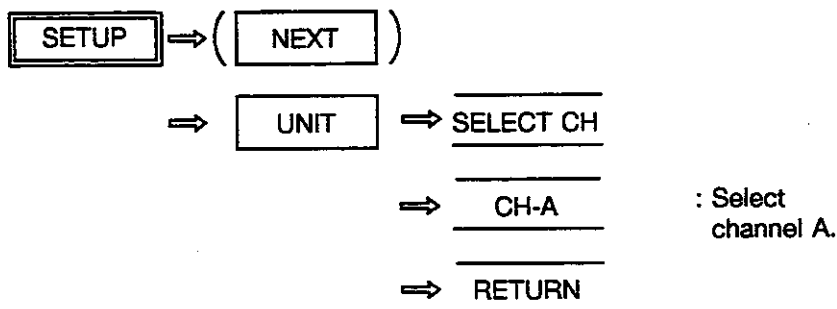 SETUP ⇒ ( NEXT )
⇒ UNIT ⇒ SELECT CH
⇒ CH-A : Select
channel A.
⇒ RETURN